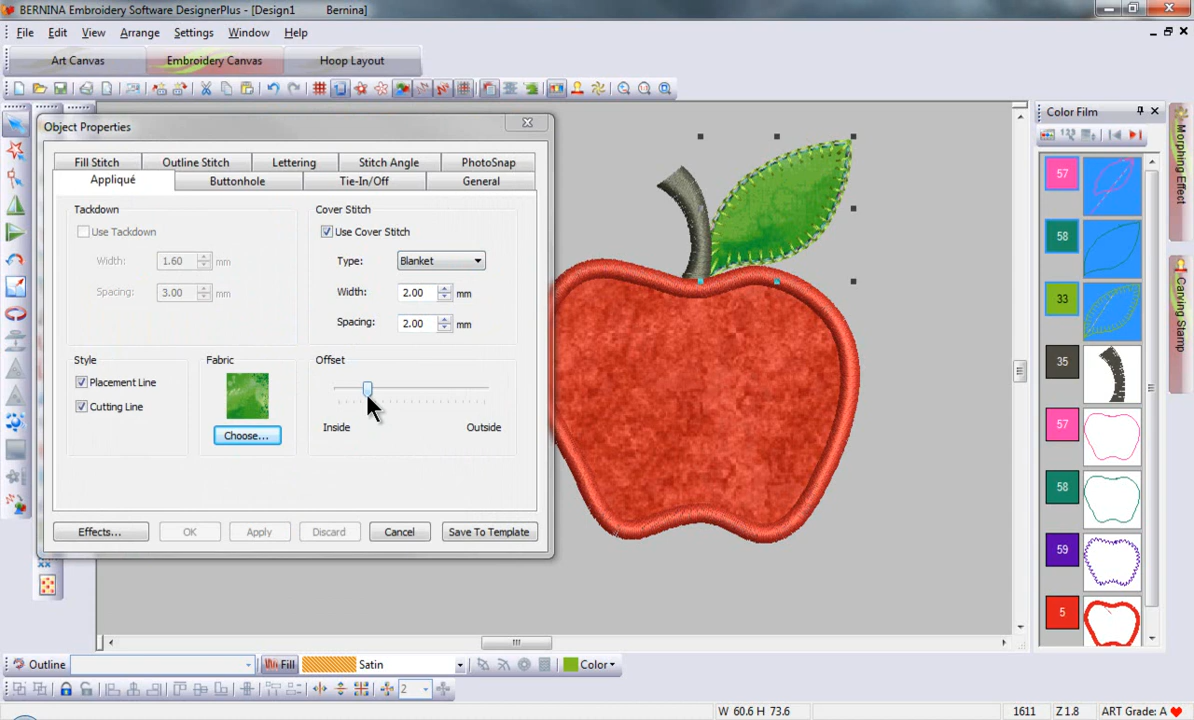 BERNINA Embroidery Software DesignerPlus - [Design1 Bernina]
File Edit View Arrange Settings Window Help
Art Canvas Embroidery Canvas Hoop Layout
Object Properties
Fill Stitch Outline Stitch Lettering Stitch Angle PhotoSnap
Appliqué Buttonhole Tie-In/Off General
Tackdown
Use Tackdown
Width: 1.60 mm
Spacing: 3.00 mm
Cover Stitch
Use Cover Stitch
Type: Blanket
Width: 2.00 mm
Spacing: 2.00 mm
Style
Placement Line
Cutting Line
Fabric
Choose...
Offset
Inside Outside
Effects... OK Apply Discard Cancel Save To Template
Color Film
57
58
33
35
57
58
59
5
Morphing Effect
Carving Stamp
Outline Fill Satin Color
2
W 60.6 H 73.6 1611 Z 1.8 ART Grade: A